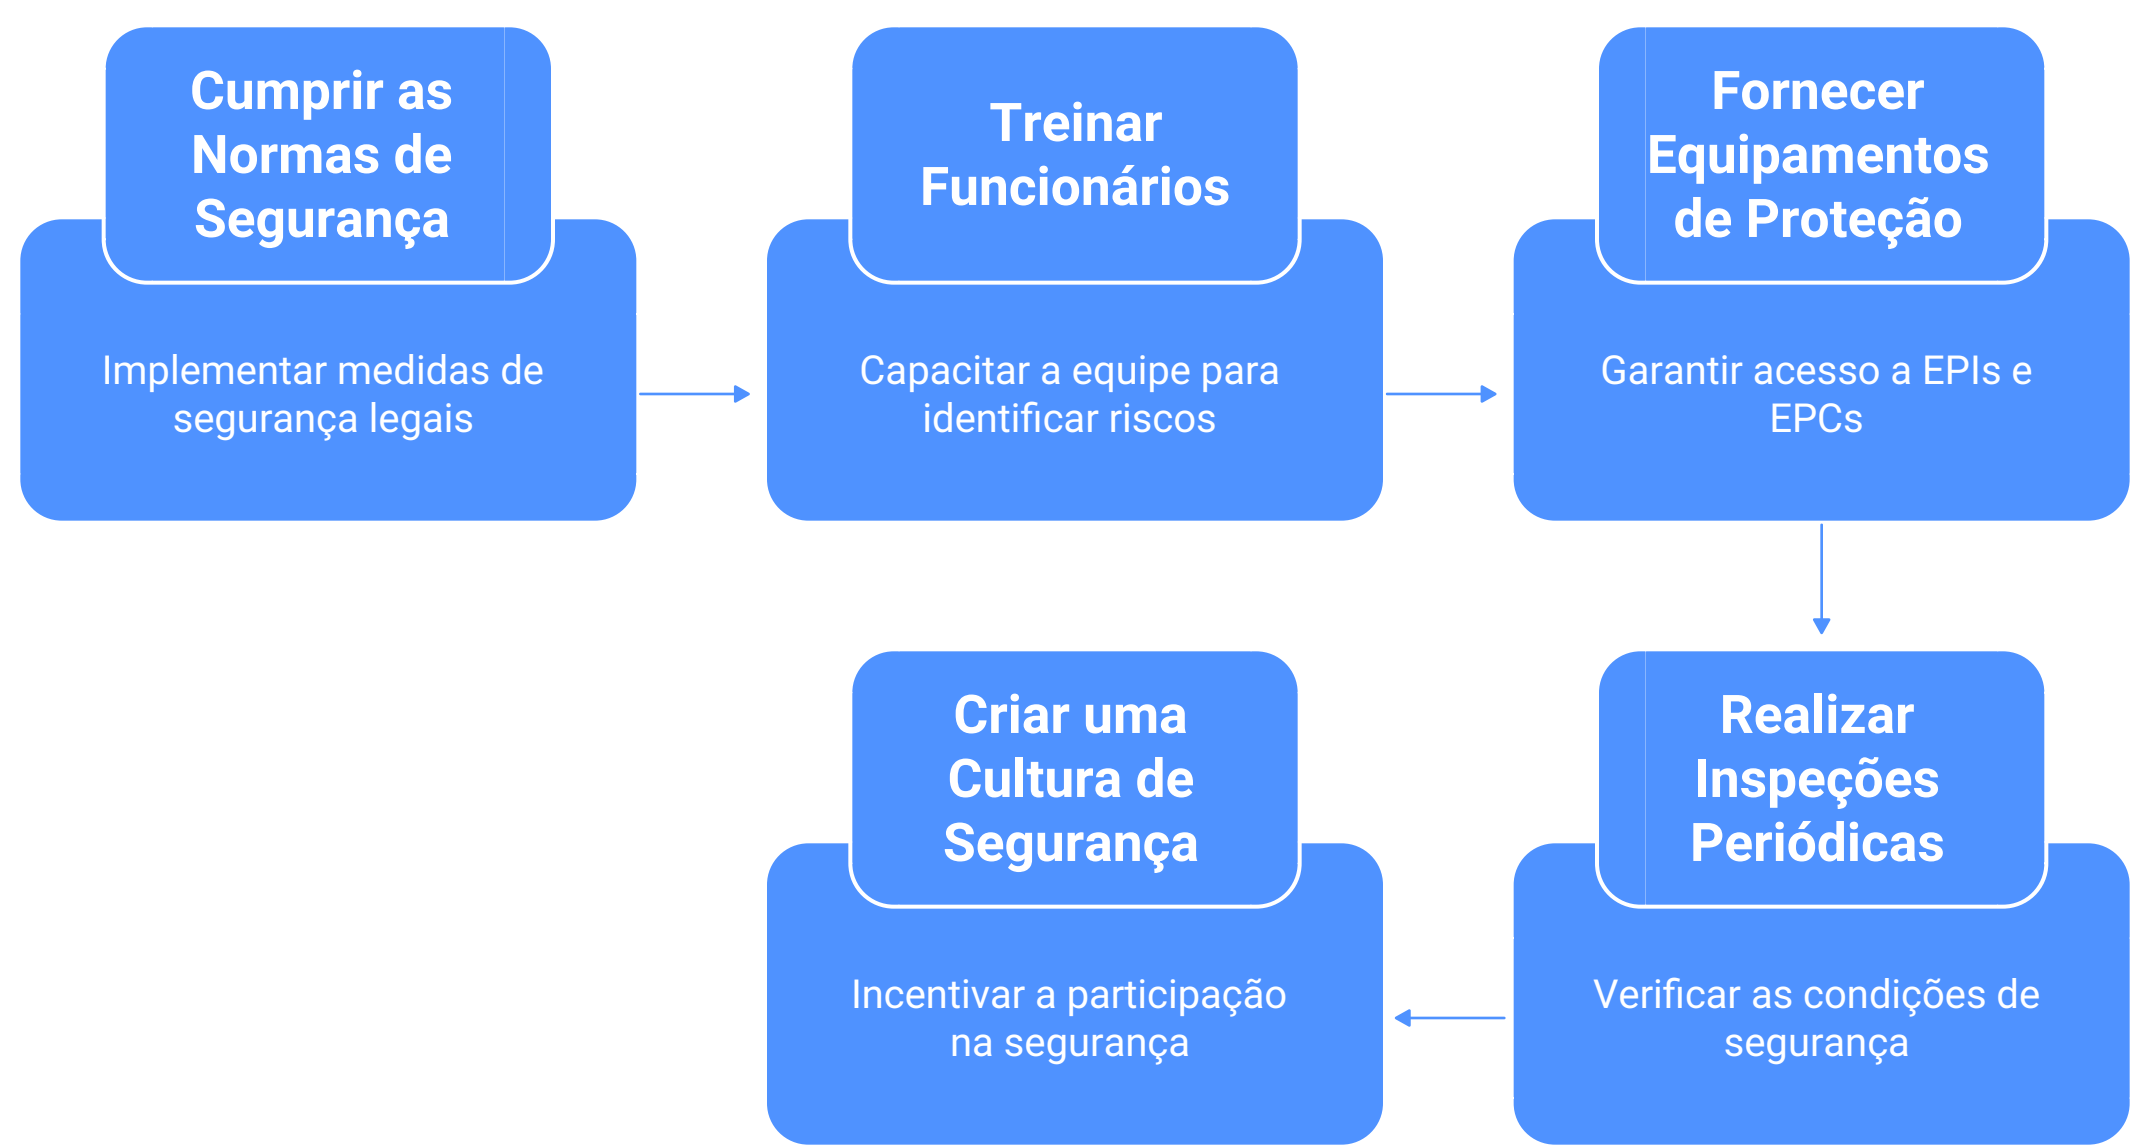 Cumprir as
Normas de
Segurança
Implementar medidas de
segurança legais
Treinar
Funcionários
Capacitar a equipe para
identificar riscos
Fornecer
Equipamentos
de Proteção
Garantir acesso a EPIs e
EPCs
Realizar
Inspeções
Periódicas
Verificar as condições de
segurança
Criar uma
Cultura de
Segurança
Incentivar a participação
na segurança